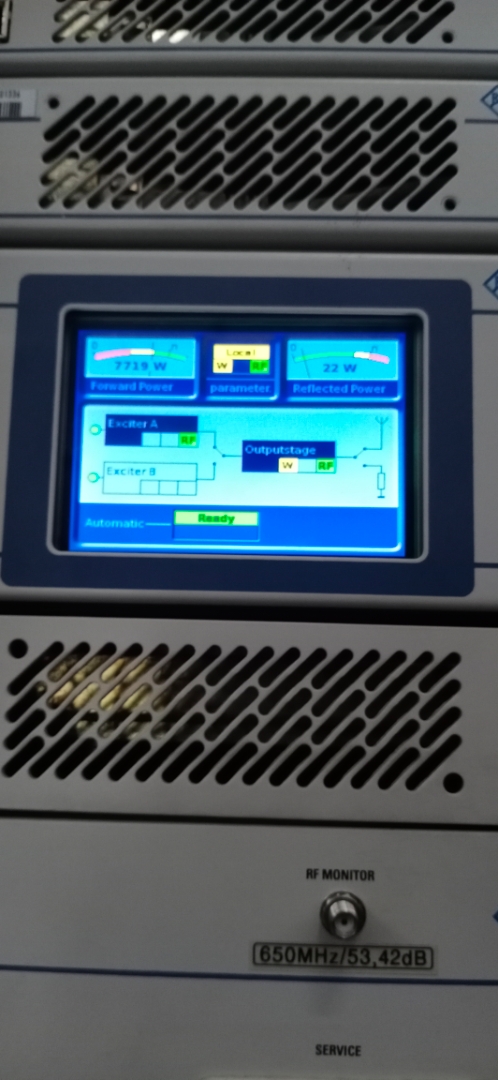 7719 W
Forward Power
Local
W RF
parameter
22 W
Reflected Power
Exciter A
RF
Exciter B
Outputstage
W RF
Automatic
Ready
RF MONITOR
650MHz/53,42dB
SERVICE